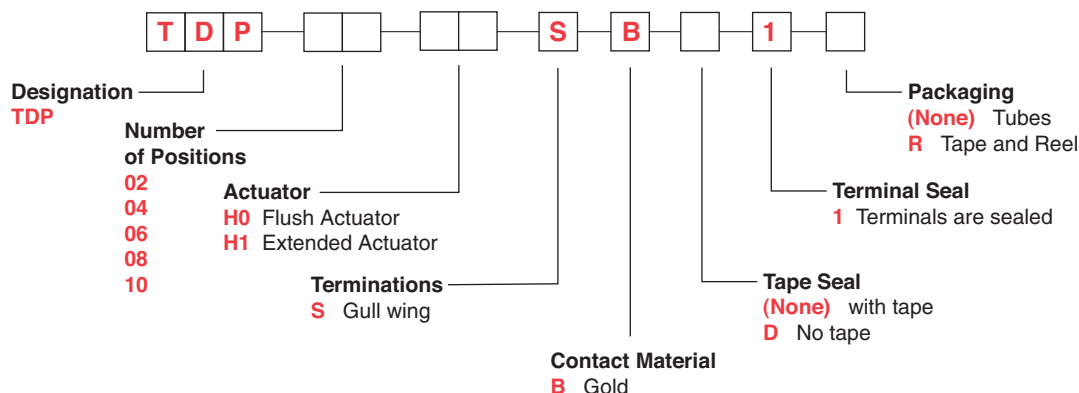 T D P S B 1
Designation
TDP
Number
of Positions
02
04
06
08
10
Actuator
H0 Flush Actuator
H1 Extended Actuator
Terminations
S Gull wing
Contact Material
B Gold
Tape Seal
(None) with tape
D No tape
Terminal Seal
1 Terminals are sealed
Packaging
(None) Tubes
R Tape and Reel